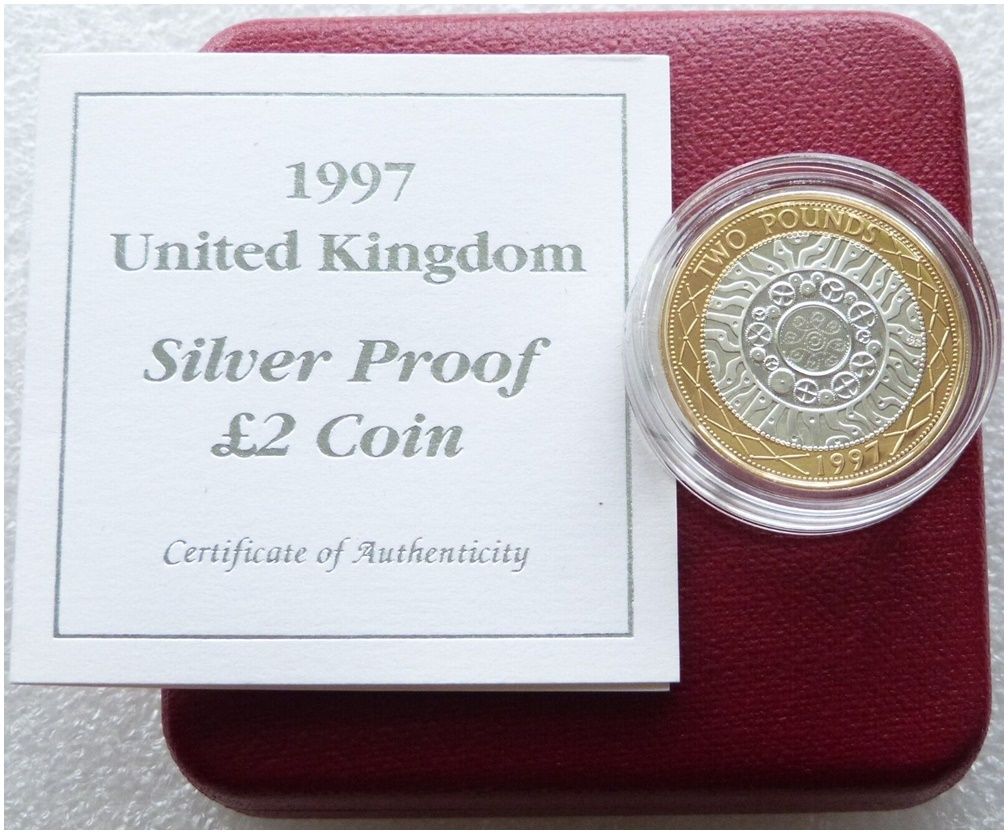 1997
United Kingdom
Silver Proof
£2 Coin
Certificate of Authenticity
TWO POUNDS
1997